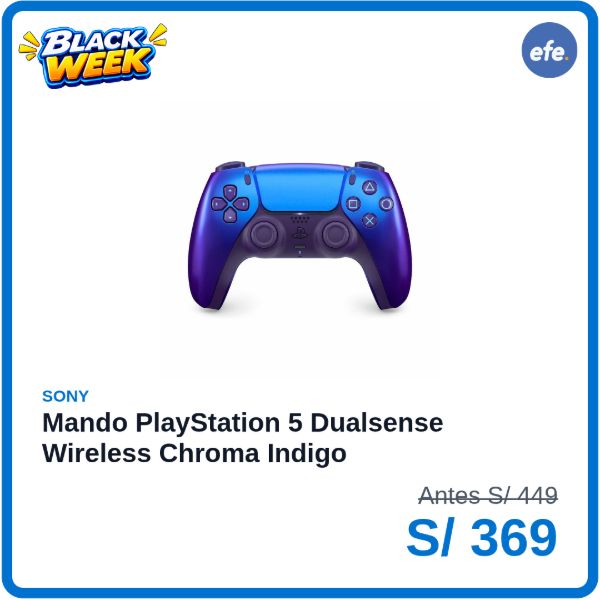 BLACK
WEEK
efe.
SONY
Mando PlayStation 5 Dualsense
Wireless Chroma Indigo
Antes S/ 449
S/ 369